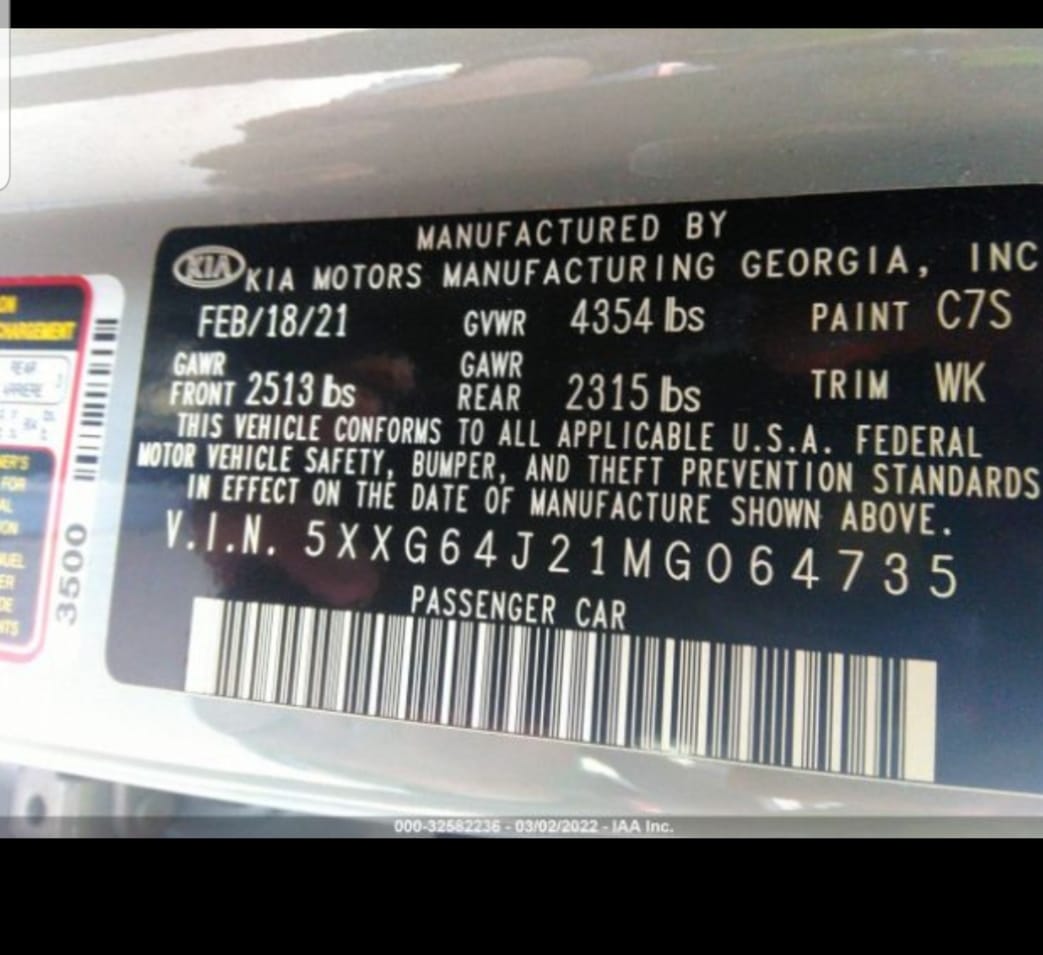 MANUFACTURED BY
KIA KIA MOTORS MANUFACTURING GEORGIA, INC
FEB/18/21 GVWR 4354 lbs PAINT C7S
GAWR FRONT 2513 lbs GAWR REAR 2315 lbs TRIM WK
THIS VEHICLE CONFORMS TO ALL APPLICABLE U.S.A. FEDERAL
MOTOR VEHICLE SAFETY, BUMPER, AND THEFT PREVENTION STANDARDS
IN EFFECT ON THE DATE OF MANUFACTURE SHOWN ABOVE.
V.I.N. 5XXG64J21MG064735
PASSENGER CAR
3500
REAR
000-32582236 - 03/02/2022 - IAA Inc.